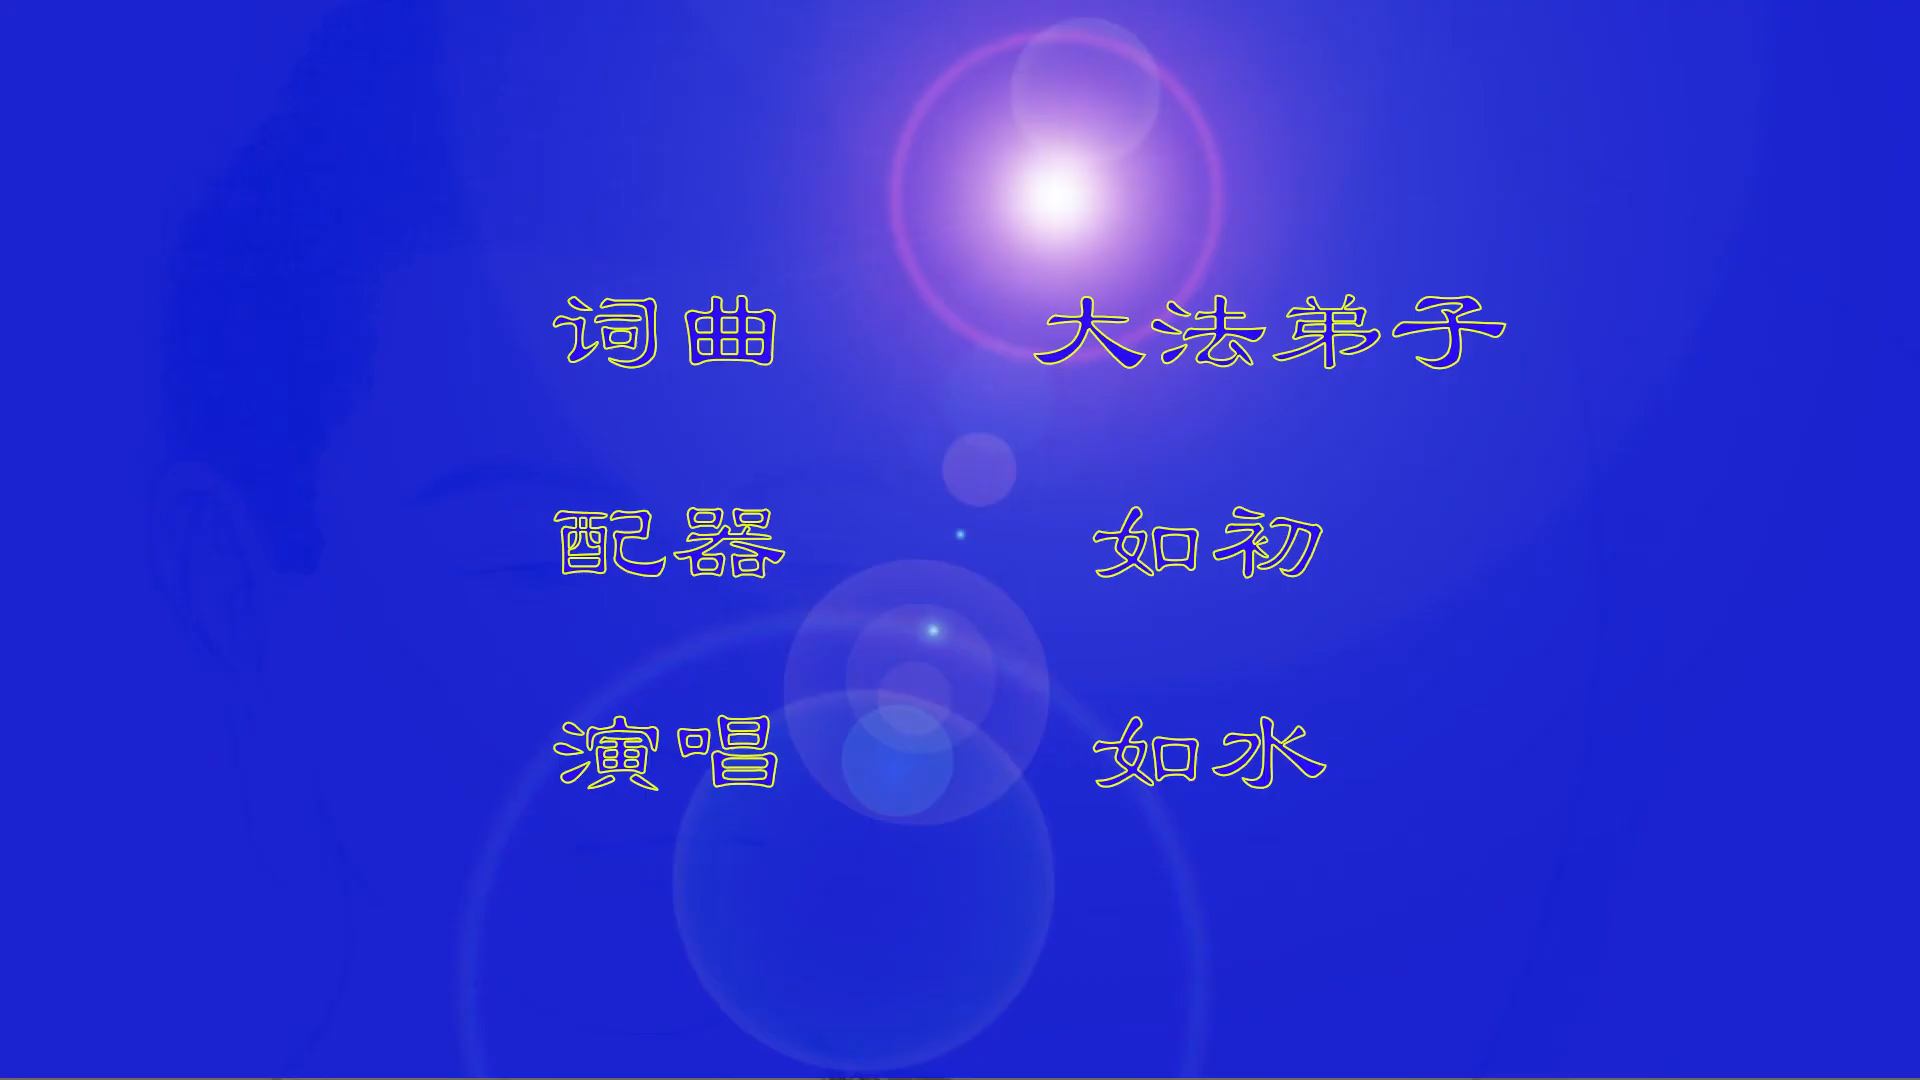 词曲 大法弟子
配器 如初
演唱 如水